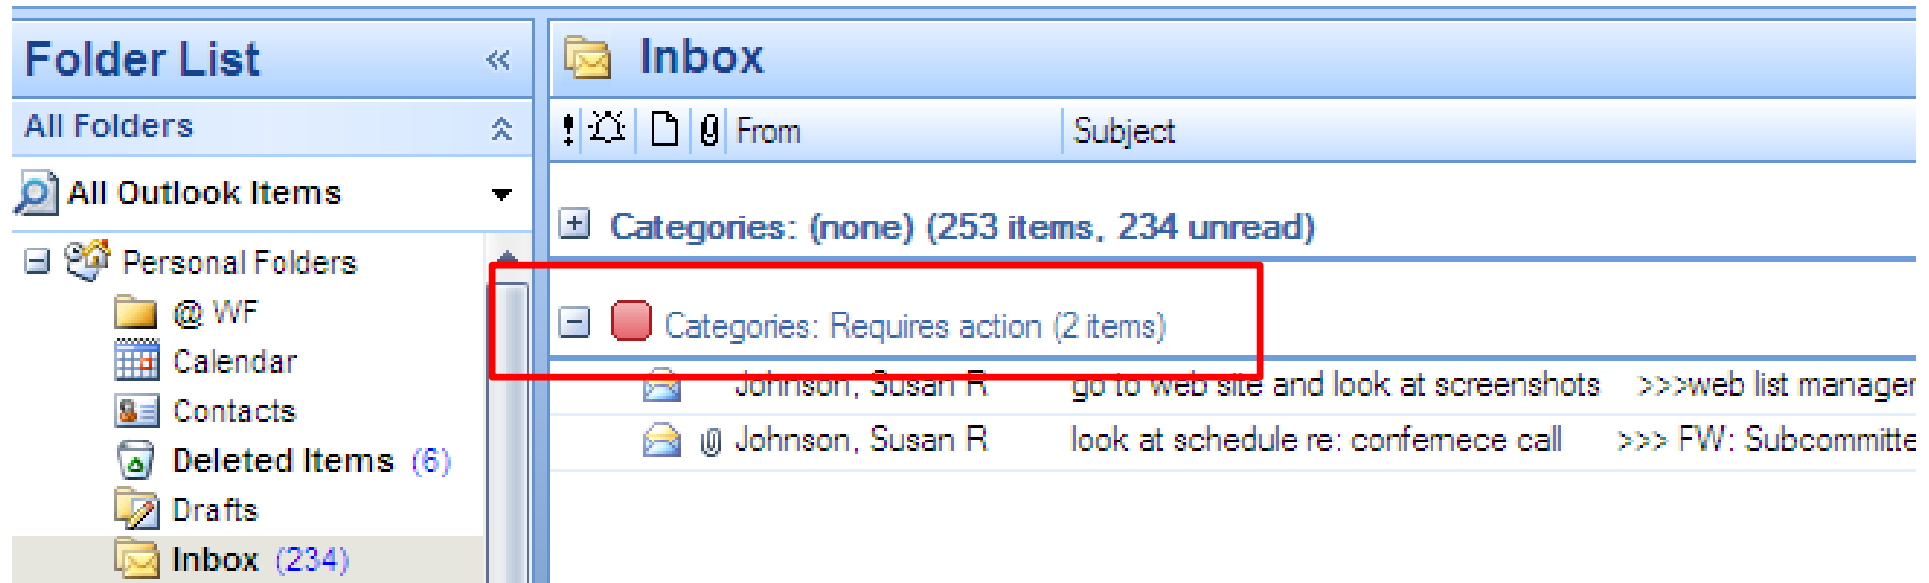 Folder List «
All Folders
All Outlook Items
Personal Folders
@ WF
Calendar
Contacts
Deleted Items (6)
Drafts
Inbox (234)
Inbox
! From Subject
Categories: (none) (253 items, 234 unread)
Categories: Requires action (2 items)
Johnson, Susan R go to web site and look at screenshots >>>web list manager
Johnson, Susan R look at schedule re: confernece call >>> FW: Subcommitte